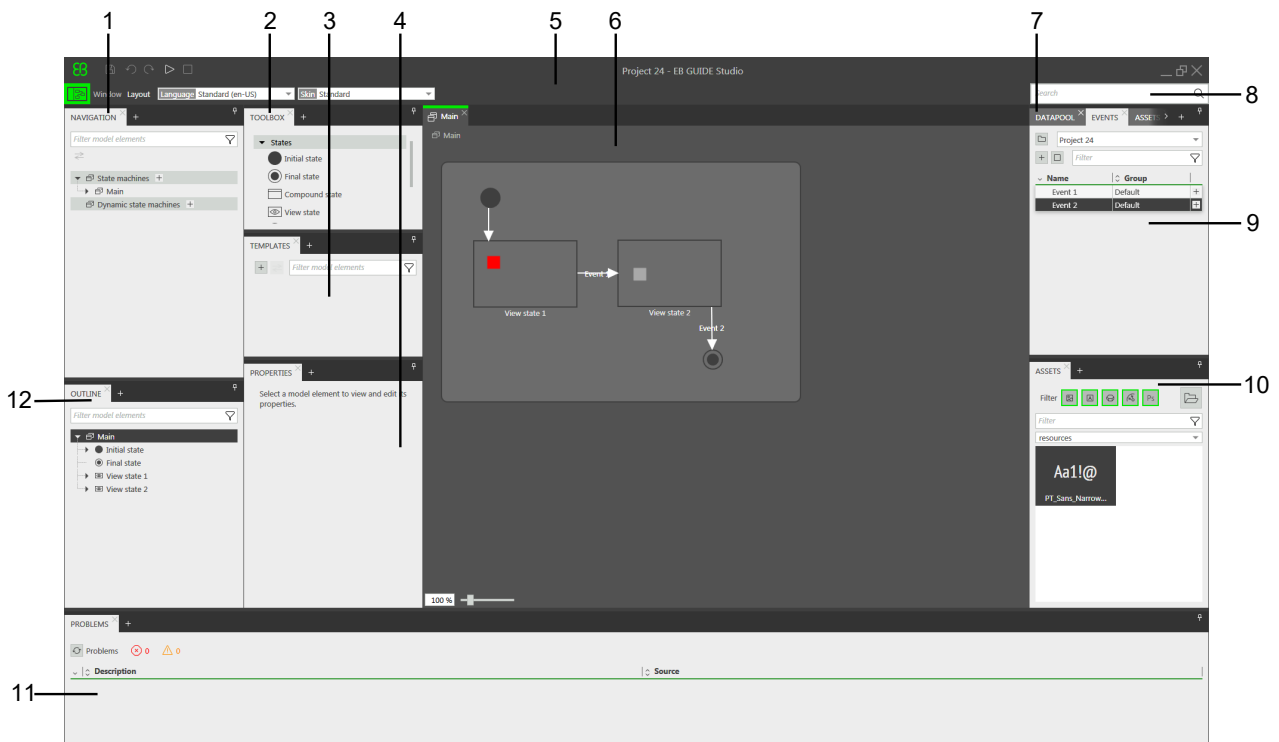 1 2 3 4 5 6 7
EB Project 24 - EB GUIDE Studio
Window Layout Language Standard (en-US) Skin Standard Search 8
NAVIGATION TOOLBOX Main DATAPOOL EVENTS ASSETS
Filter model elements
State machines
Main
Dynamic state machines
States
Initial state
Final state
Compound state
View state
TEMPLATES
Filter model elements
PROPERTIES
Select a model element to view and edit its
properties.
Main
Event 1
View state 1
View state 2
Event 2
100 %
Project 24
Filter
Name Group
Event 1 Default
Event 2 Default
9
ASSETS
10
Filter Ps
Filter
resources
Aa1!@
PT_Sans_Narrow...
12 OUTLINE
Filter model elements
Main
Initial state
Final state
View state 1
View state 2
PROBLEMS
Problems 0 0
Description Source
11